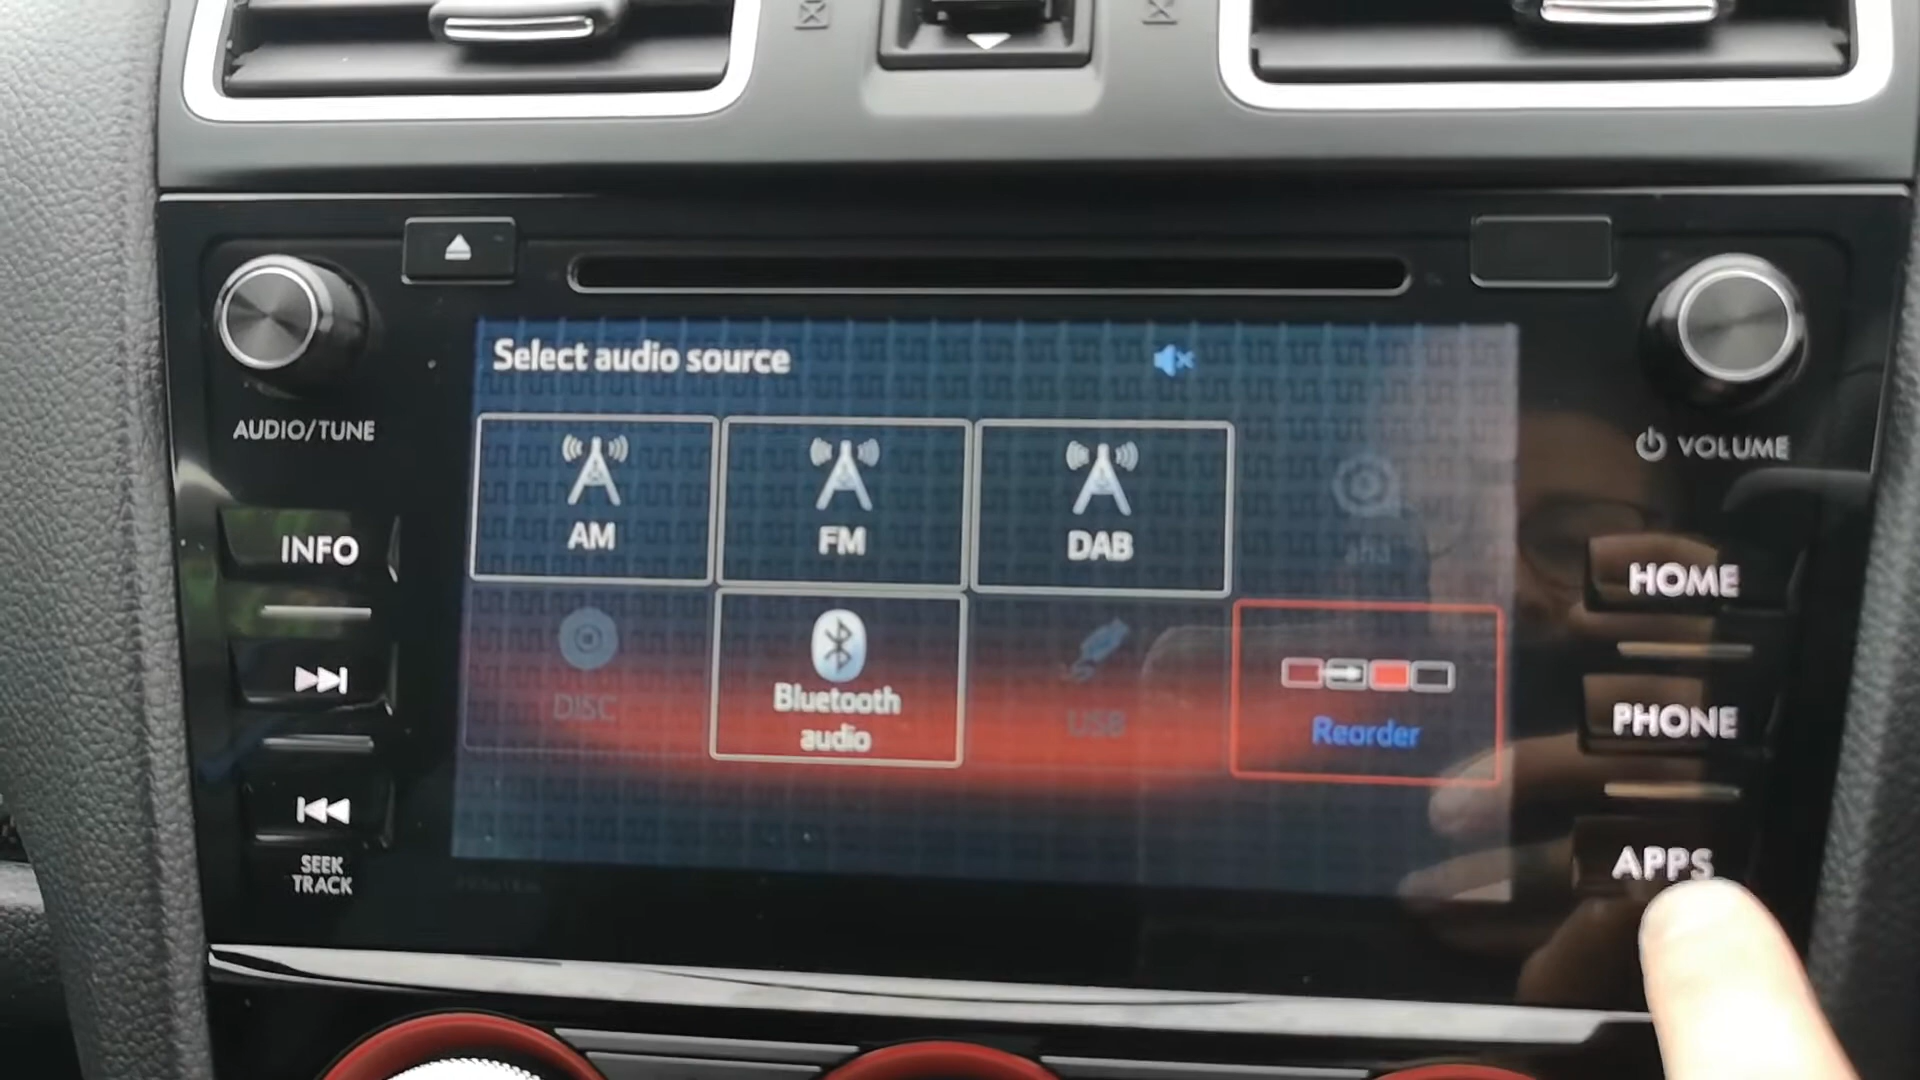 Select audio source
AUDIO/TUNE
VOLUME
AM
FM
DAB
aha
INFO
HOME
DISC
Bluetooth
audio
USB
Reorder
PHONE
APPS
SEEK
TRACK